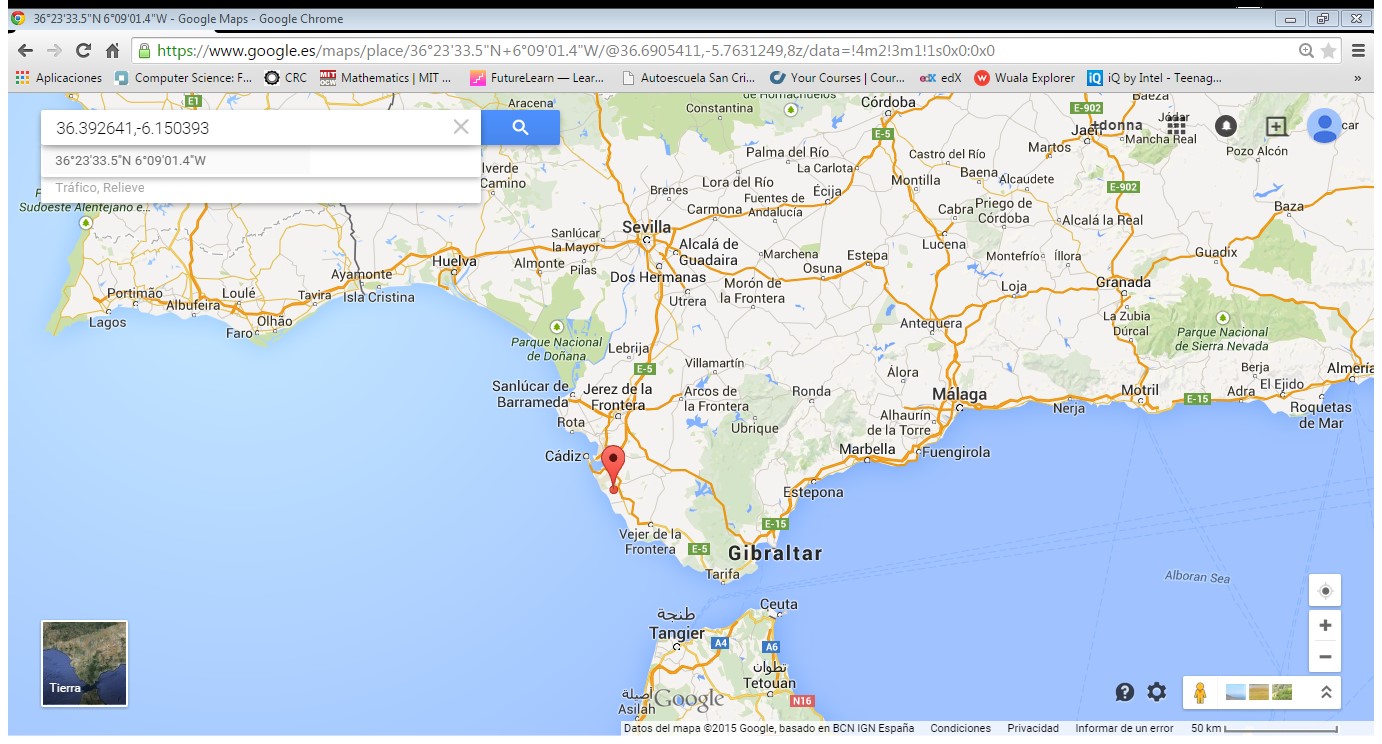 36°23'33.5"N 6°09'01.4"W - Google Maps - Google Chrome
https://www.google.es/maps/place/36°23'33.5"N+6°09'01.4"W/@36.6905411,-5.7631249,8z/data=!4m2!3m1!1s0x0:0x0
Aplicaciones Computer Science: F... CRC MIT OCW Mathematics | MIT ... FutureLearn — Lear... Autoescuela San Cri... Your Courses | Cour... edX edX Wuala Explorer iQ iQ by Intel - Teenag... »
36.392641,-6.150393
36°23'33.5"N 6°09'01.4"W
Tráfico, Relieve
E1
Aracena
Constantina
de Hornachuelos
Córdoba
E-902
Baeza
Jaén
+donna
Jódar
car
Mancha Real
Martos
Pozo Alcón
E-5
Palma del Río
La Carlota
Castro del Río
Baena
Alcaudete
Montilla
E-902
lverde
Camino
Brenes
Lora del Río
Fuentes de
Andalucía
Écija
Carmona
Cabra
Priego de
Córdoba
Alcalá la Real
Baza
Sudoeste Alentejano e...
Sanlúcar
la Mayor
Sevilla
Alcalá de
Guadaira
Marchena
Osuna
Estepa
Lucena
Montefrío
Íllora
Guadix
Huelva
Almonte
Pilas
Dos Hermanas
Utrera
Morón de
la Frontera
Loja
Granada
Ayamonte
Isla Cristina
Portimão
Albufeira
Loulé
Tavira
Lagos
Faro
Olhão
La Zubia
Dúrcal
Antequera
Parque Nacional
de Sierra Nevada
Parque Nacional
de Doñana
Lebrija
E-5
Villamartín
Álora
Berja
Almería
El Ejido
Adra
Motril
E-15
Roquetas
de Mar
Nerja
Málaga
Sanlúcar de
Barrameda
Jerez de la
Frontera
Arcos de
la Frontera
Ronda
Rota
Ubrique
Alhaurín
de la Torre
Cádiz
Marbella
Fuengirola
Estepona
E-15
Vejer de la
Frontera
E-5
Gibraltar
Tarifa
Alboran Sea
Ceuta
طنجة
Tangier
A4
A6
تطوان
Tetouan
أصيلة
Asilah
Google
N16
Tierra
Datos del mapa ©2015 Google, basado en BCN IGN España Condiciones Privacidad Informar de un error 50 km